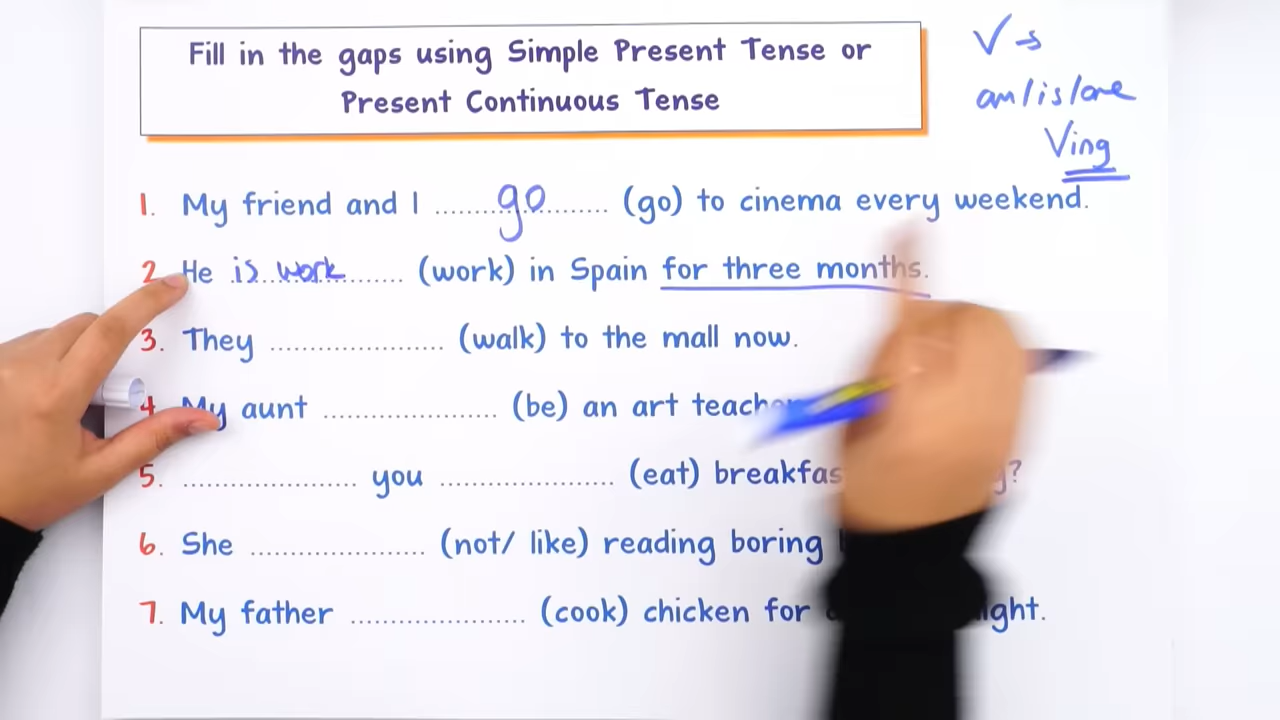 Fill in the gaps using Simple Present Tense or
Present Continuous Tense
V→
am/is/are
Ving
1. My friend and I ........ go ........ (go) to cinema every weekend.
2. He is work ........ (work) in Spain for three months.
3. They ........................ (walk) to the mall now.
4. My aunt ........................ (be) an art
5. ........................ you ........................ (eat)
6. She ........................ (not/ like) reading boring
7. My father ........................ (cook) chicken for